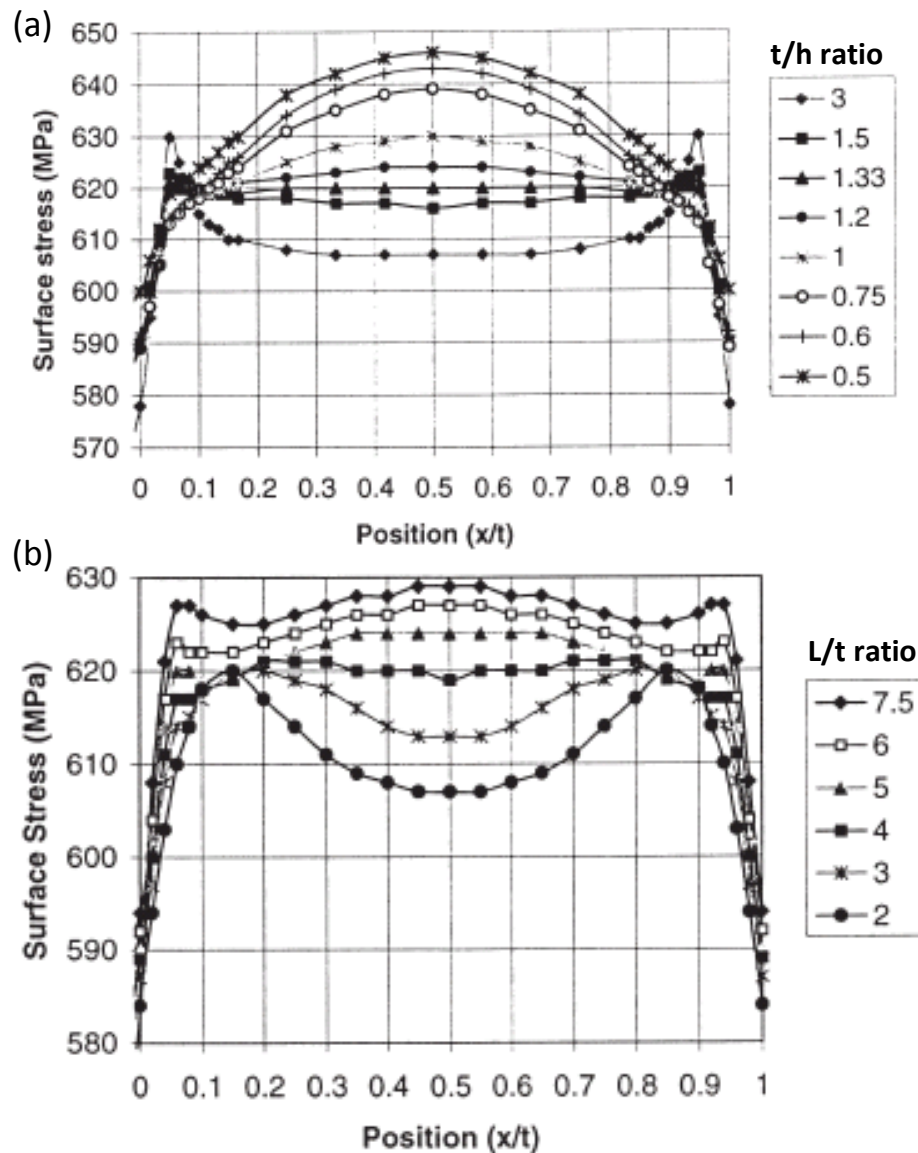 (a)
650
640
630
620
610
600
590
580
570
Surface stress (MPa)
0 0.1 0.2 0.3 0.4 0.5 0.6 0.7 0.8 0.9 1
Position (x/t)
t/h ratio
3
1.5
1.33
1.2
1
0.75
0.6
0.5
(b)
630
620
610
600
590
580
Surface Stress (MPa)
0 0.1 0.2 0.3 0.4 0.5 0.6 0.7 0.8 0.9 1
Position (x/t)
L/t ratio
7.5
6
5
4
3
2